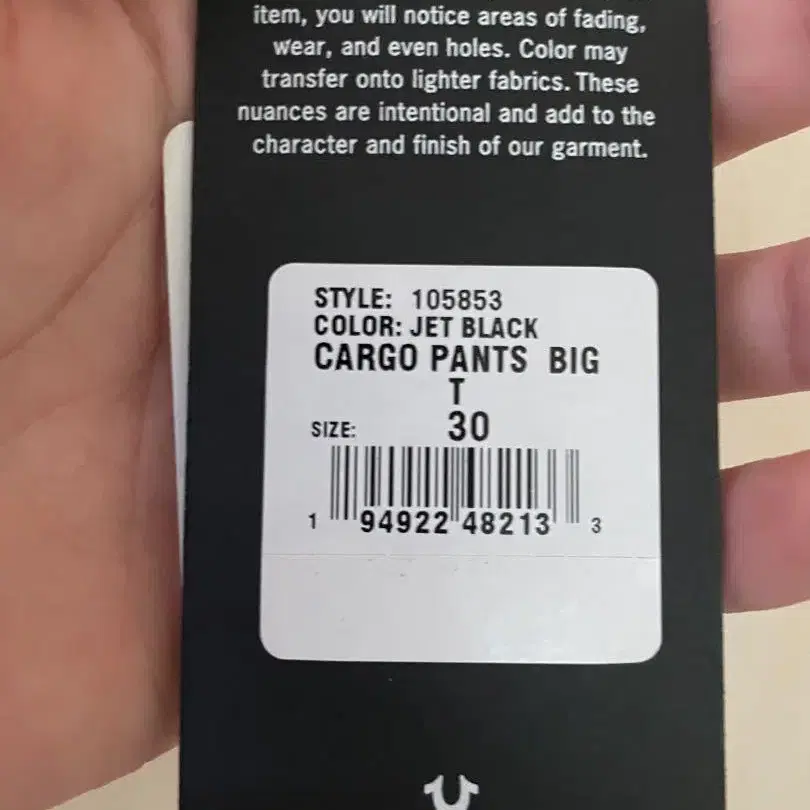 item, you will notice areas of fading,
wear, and even holes. Color may
transfer onto lighter fabrics. These
nuances are intentional and add to the
character and finish of our garment.
STYLE: 105853
COLOR: JET BLACK
CARGO PANTS BIG
T
SIZE: 30
1 94922 48213 3